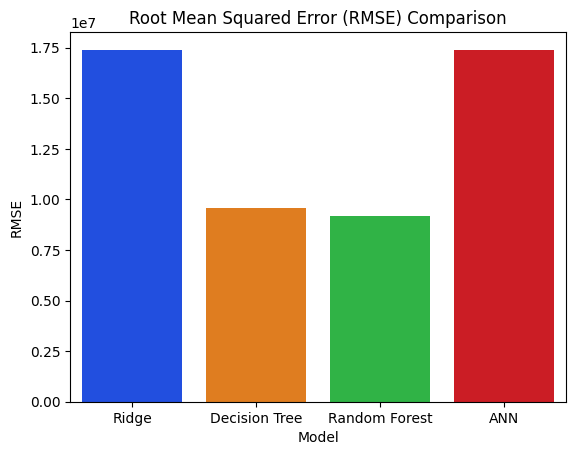 Root Mean Squared Error (RMSE) Comparison
1e7
1.75
1.50
1.25
1.00
0.75
0.50
0.25
0.00
RMSE
Ridge Decision Tree Random Forest ANN
Model